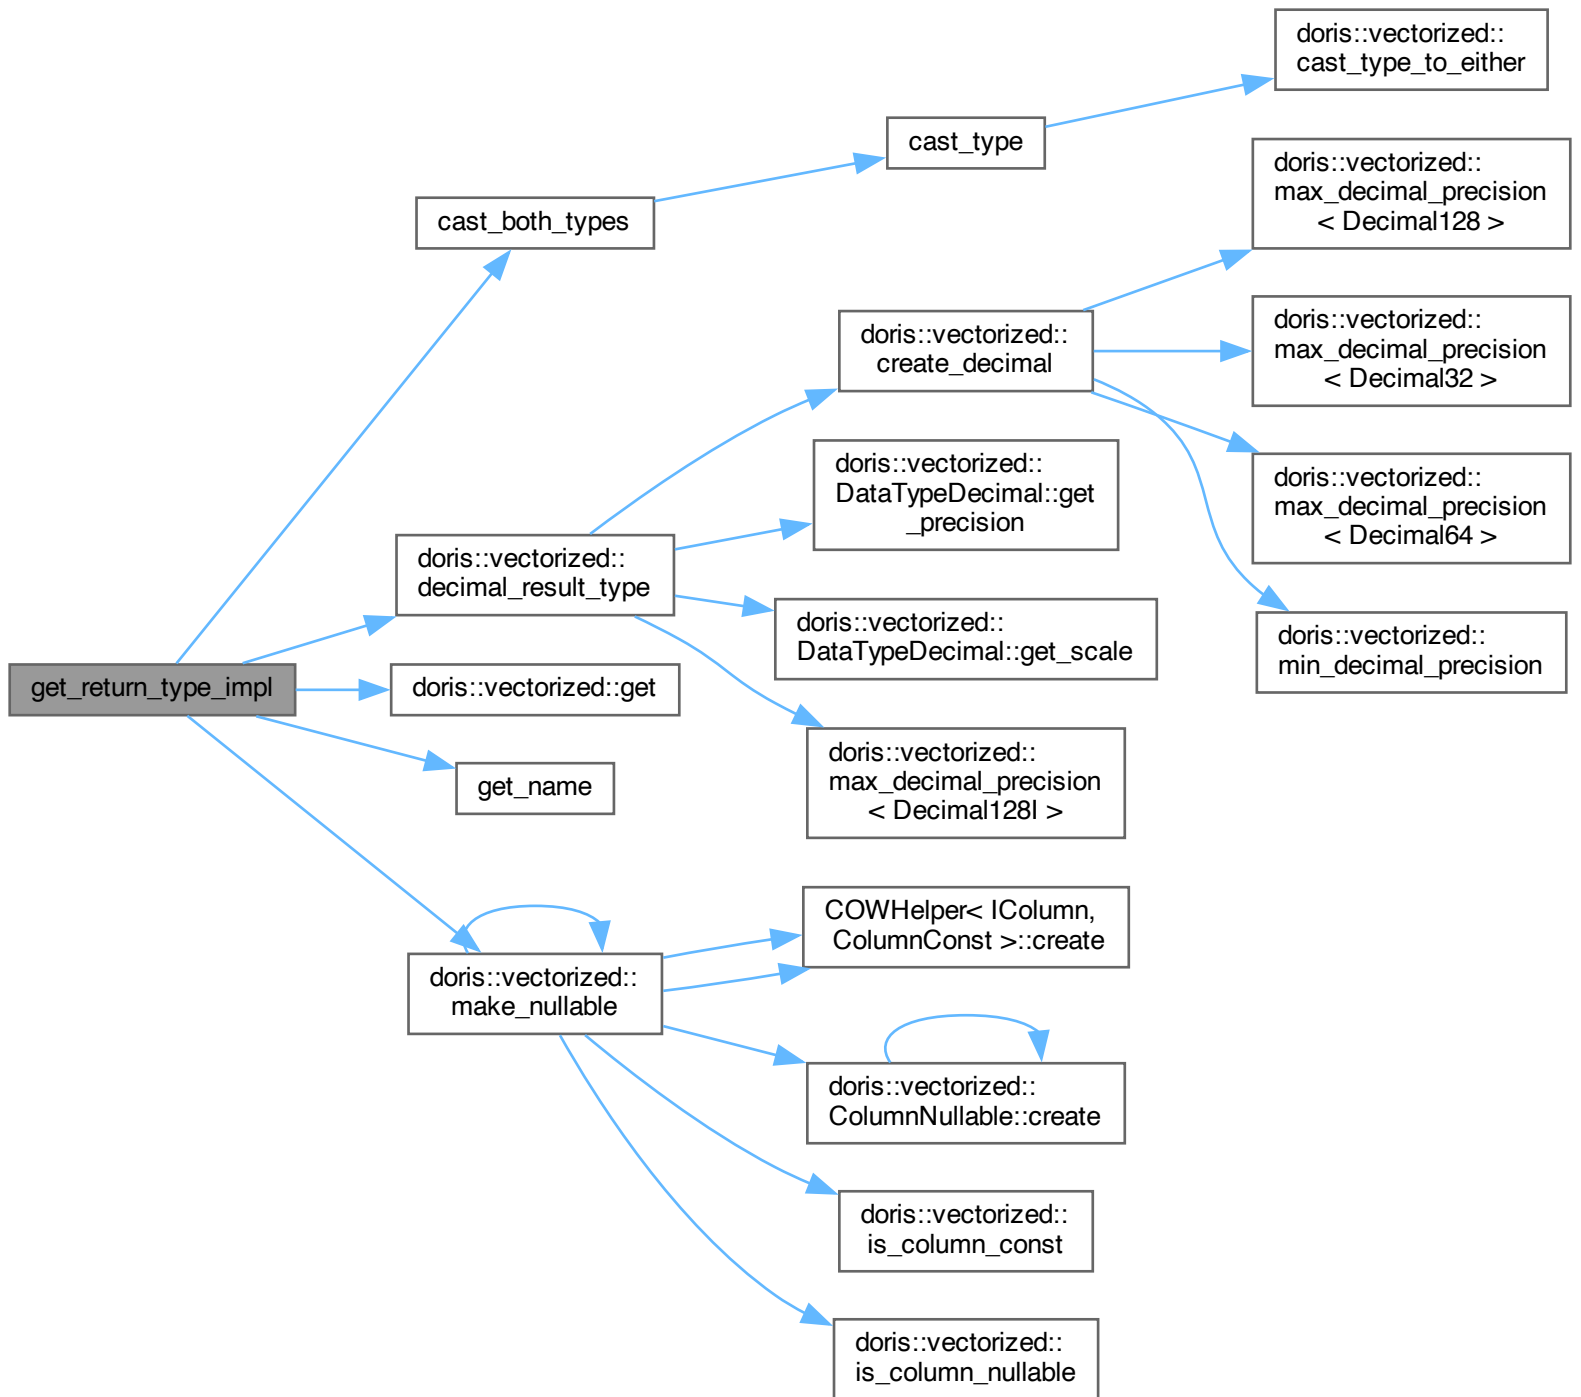 doris::vectorized::
cast_type_to_either
cast_type
doris::vectorized::
max_decimal_precision
< Decimal128 >
cast_both_types
doris::vectorized::
max_decimal_precision
< Decimal32 >
doris::vectorized::
create_decimal
doris::vectorized::
DataTypeDecimal::get
_precision
doris::vectorized::
max_decimal_precision
< Decimal64 >
doris::vectorized::
decimal_result_type
doris::vectorized::
DataTypeDecimal::get_scale
doris::vectorized::
min_decimal_precision
get_return_type_impl
doris::vectorized::get
get_name
doris::vectorized::
max_decimal_precision
< Decimal128I >
COWHelper< IColumn,
ColumnConst >::create
doris::vectorized::
make_nullable
doris::vectorized::
ColumnNullable::create
doris::vectorized::
is_column_const
doris::vectorized::
is_column_nullable